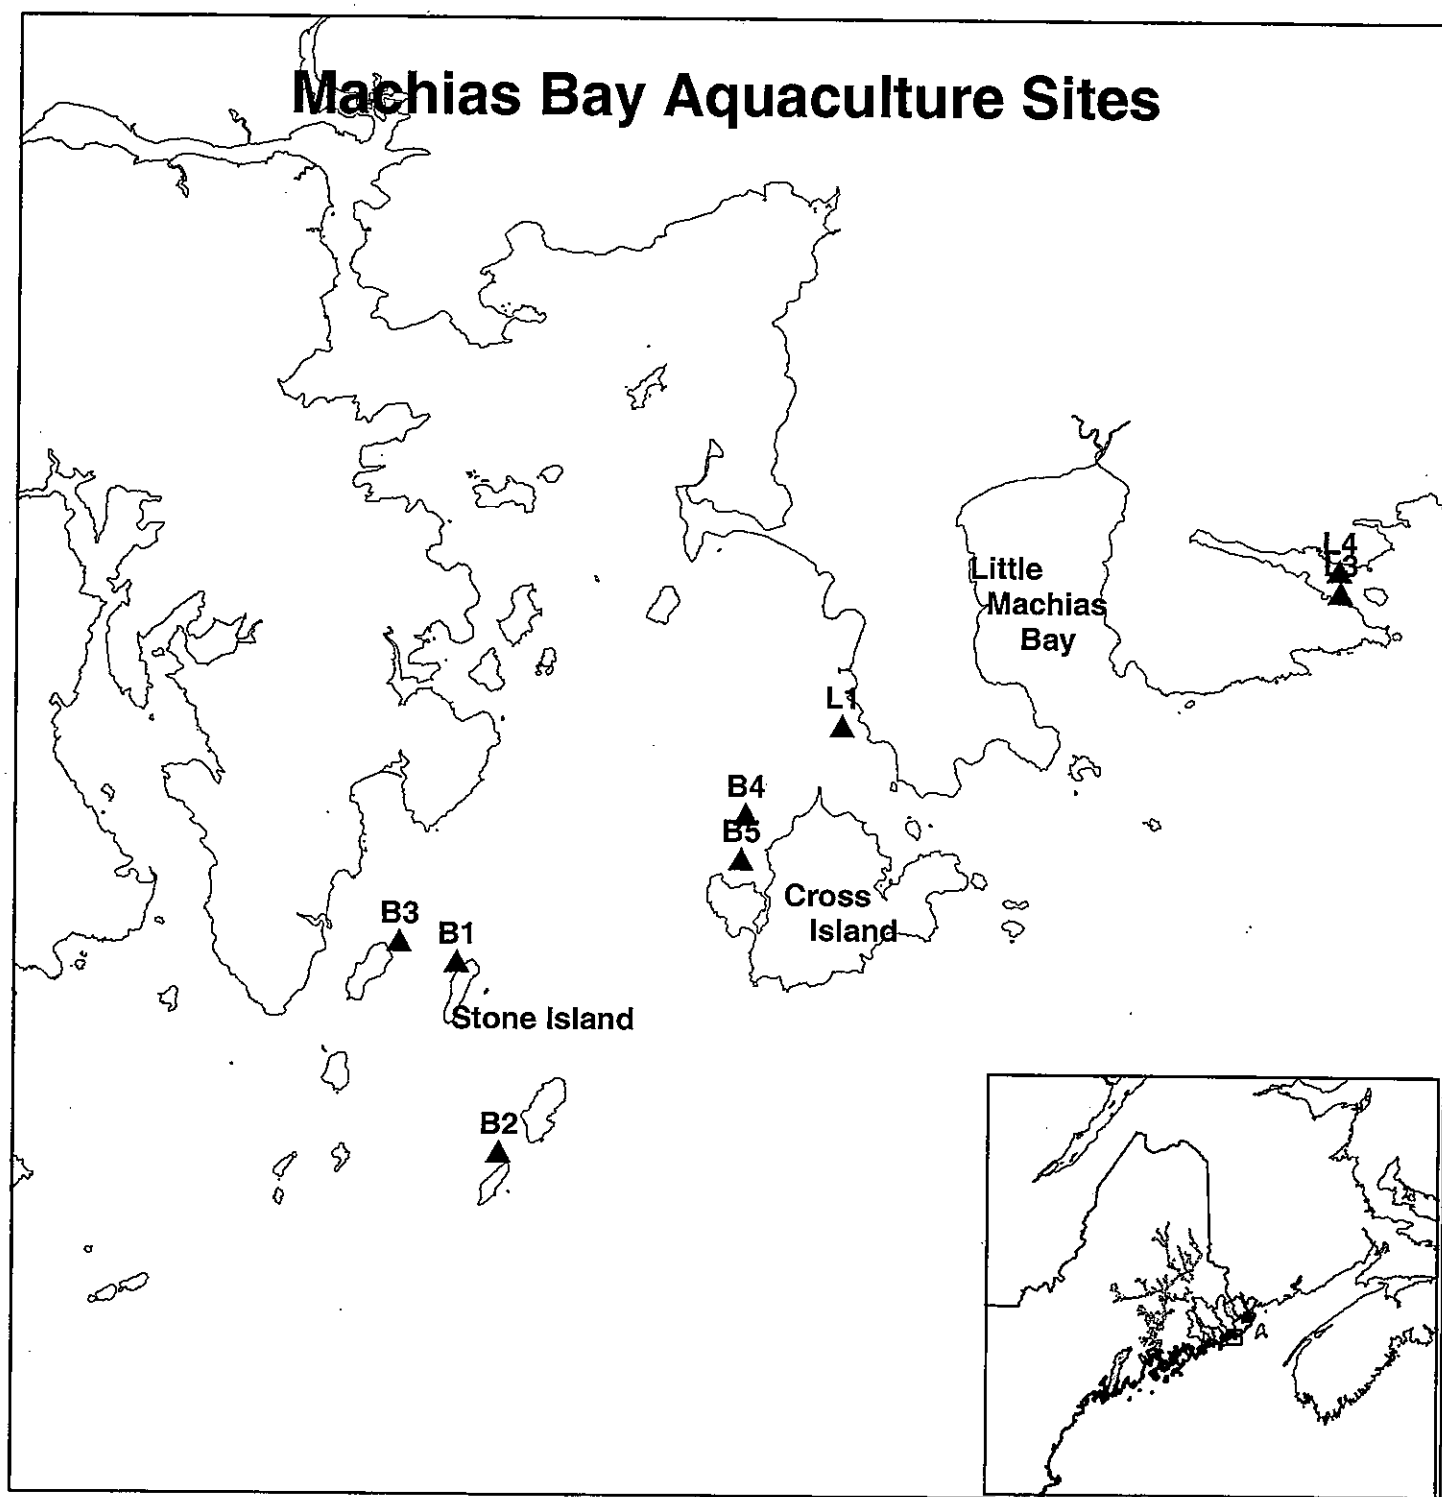 Machias Bay Aquaculture Sites
L4
L3
Little
Machias
Bay
L1
B4
B5
Cross
Island
B3
B1
Stone Island
B2